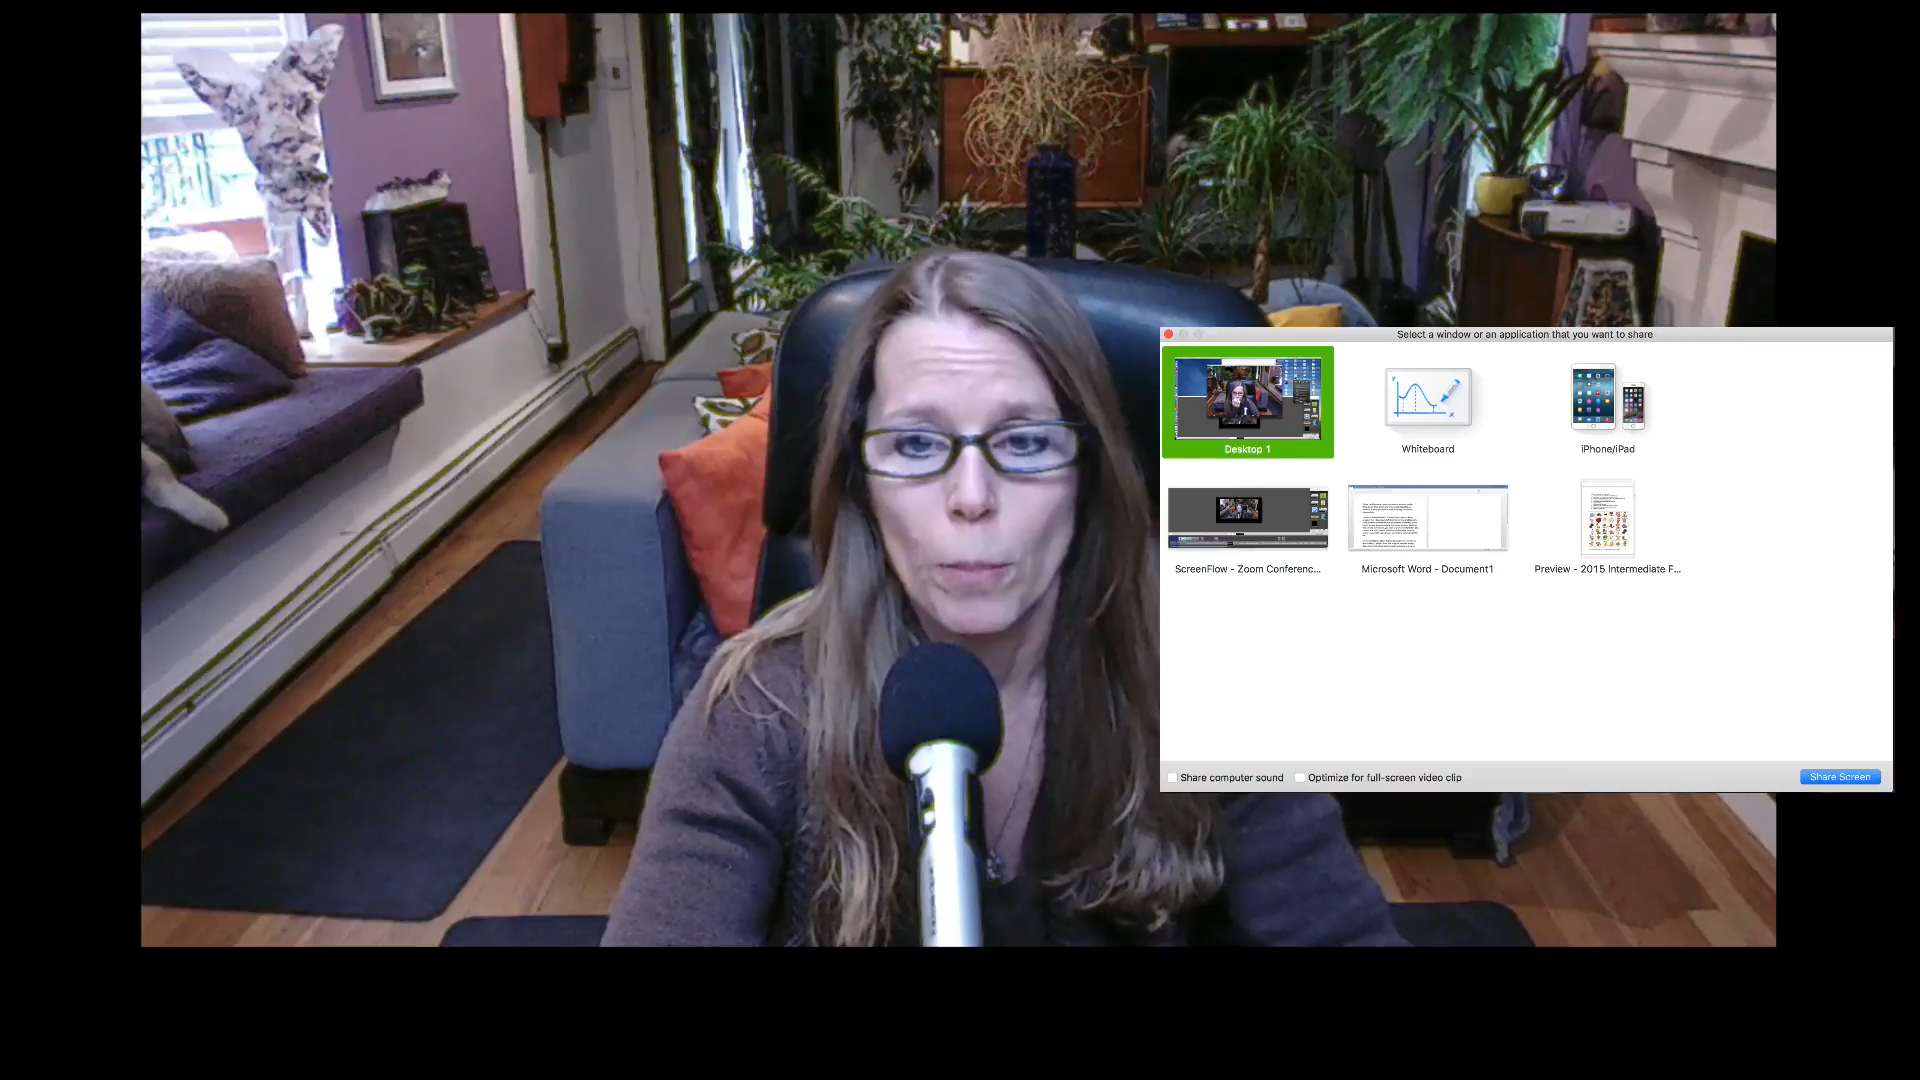 Select a window or an application that you want to share
Desktop 1
Whiteboard
iPhone/iPad
ScreenFlow - Zoom Conferenc...
Microsoft Word - Document1
Preview - 2015 Intermediate F...
Share computer sound
Optimize for full-screen video clip
Share Screen